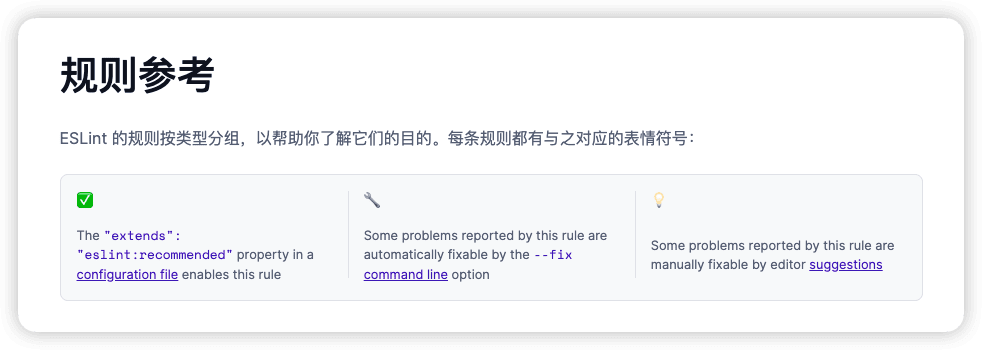 规则参考
ESLint 的规则按类型分组，以帮助你了解它们的目的。每条规则都有与之对应的表情符号：
✅
The "extends":
"eslint:recommended" property in a
configuration file enables this rule
🔧
Some problems reported by this rule are
automatically fixable by the --fix
command line option
💡
Some problems reported by this rule are
manually fixable by editor suggestions